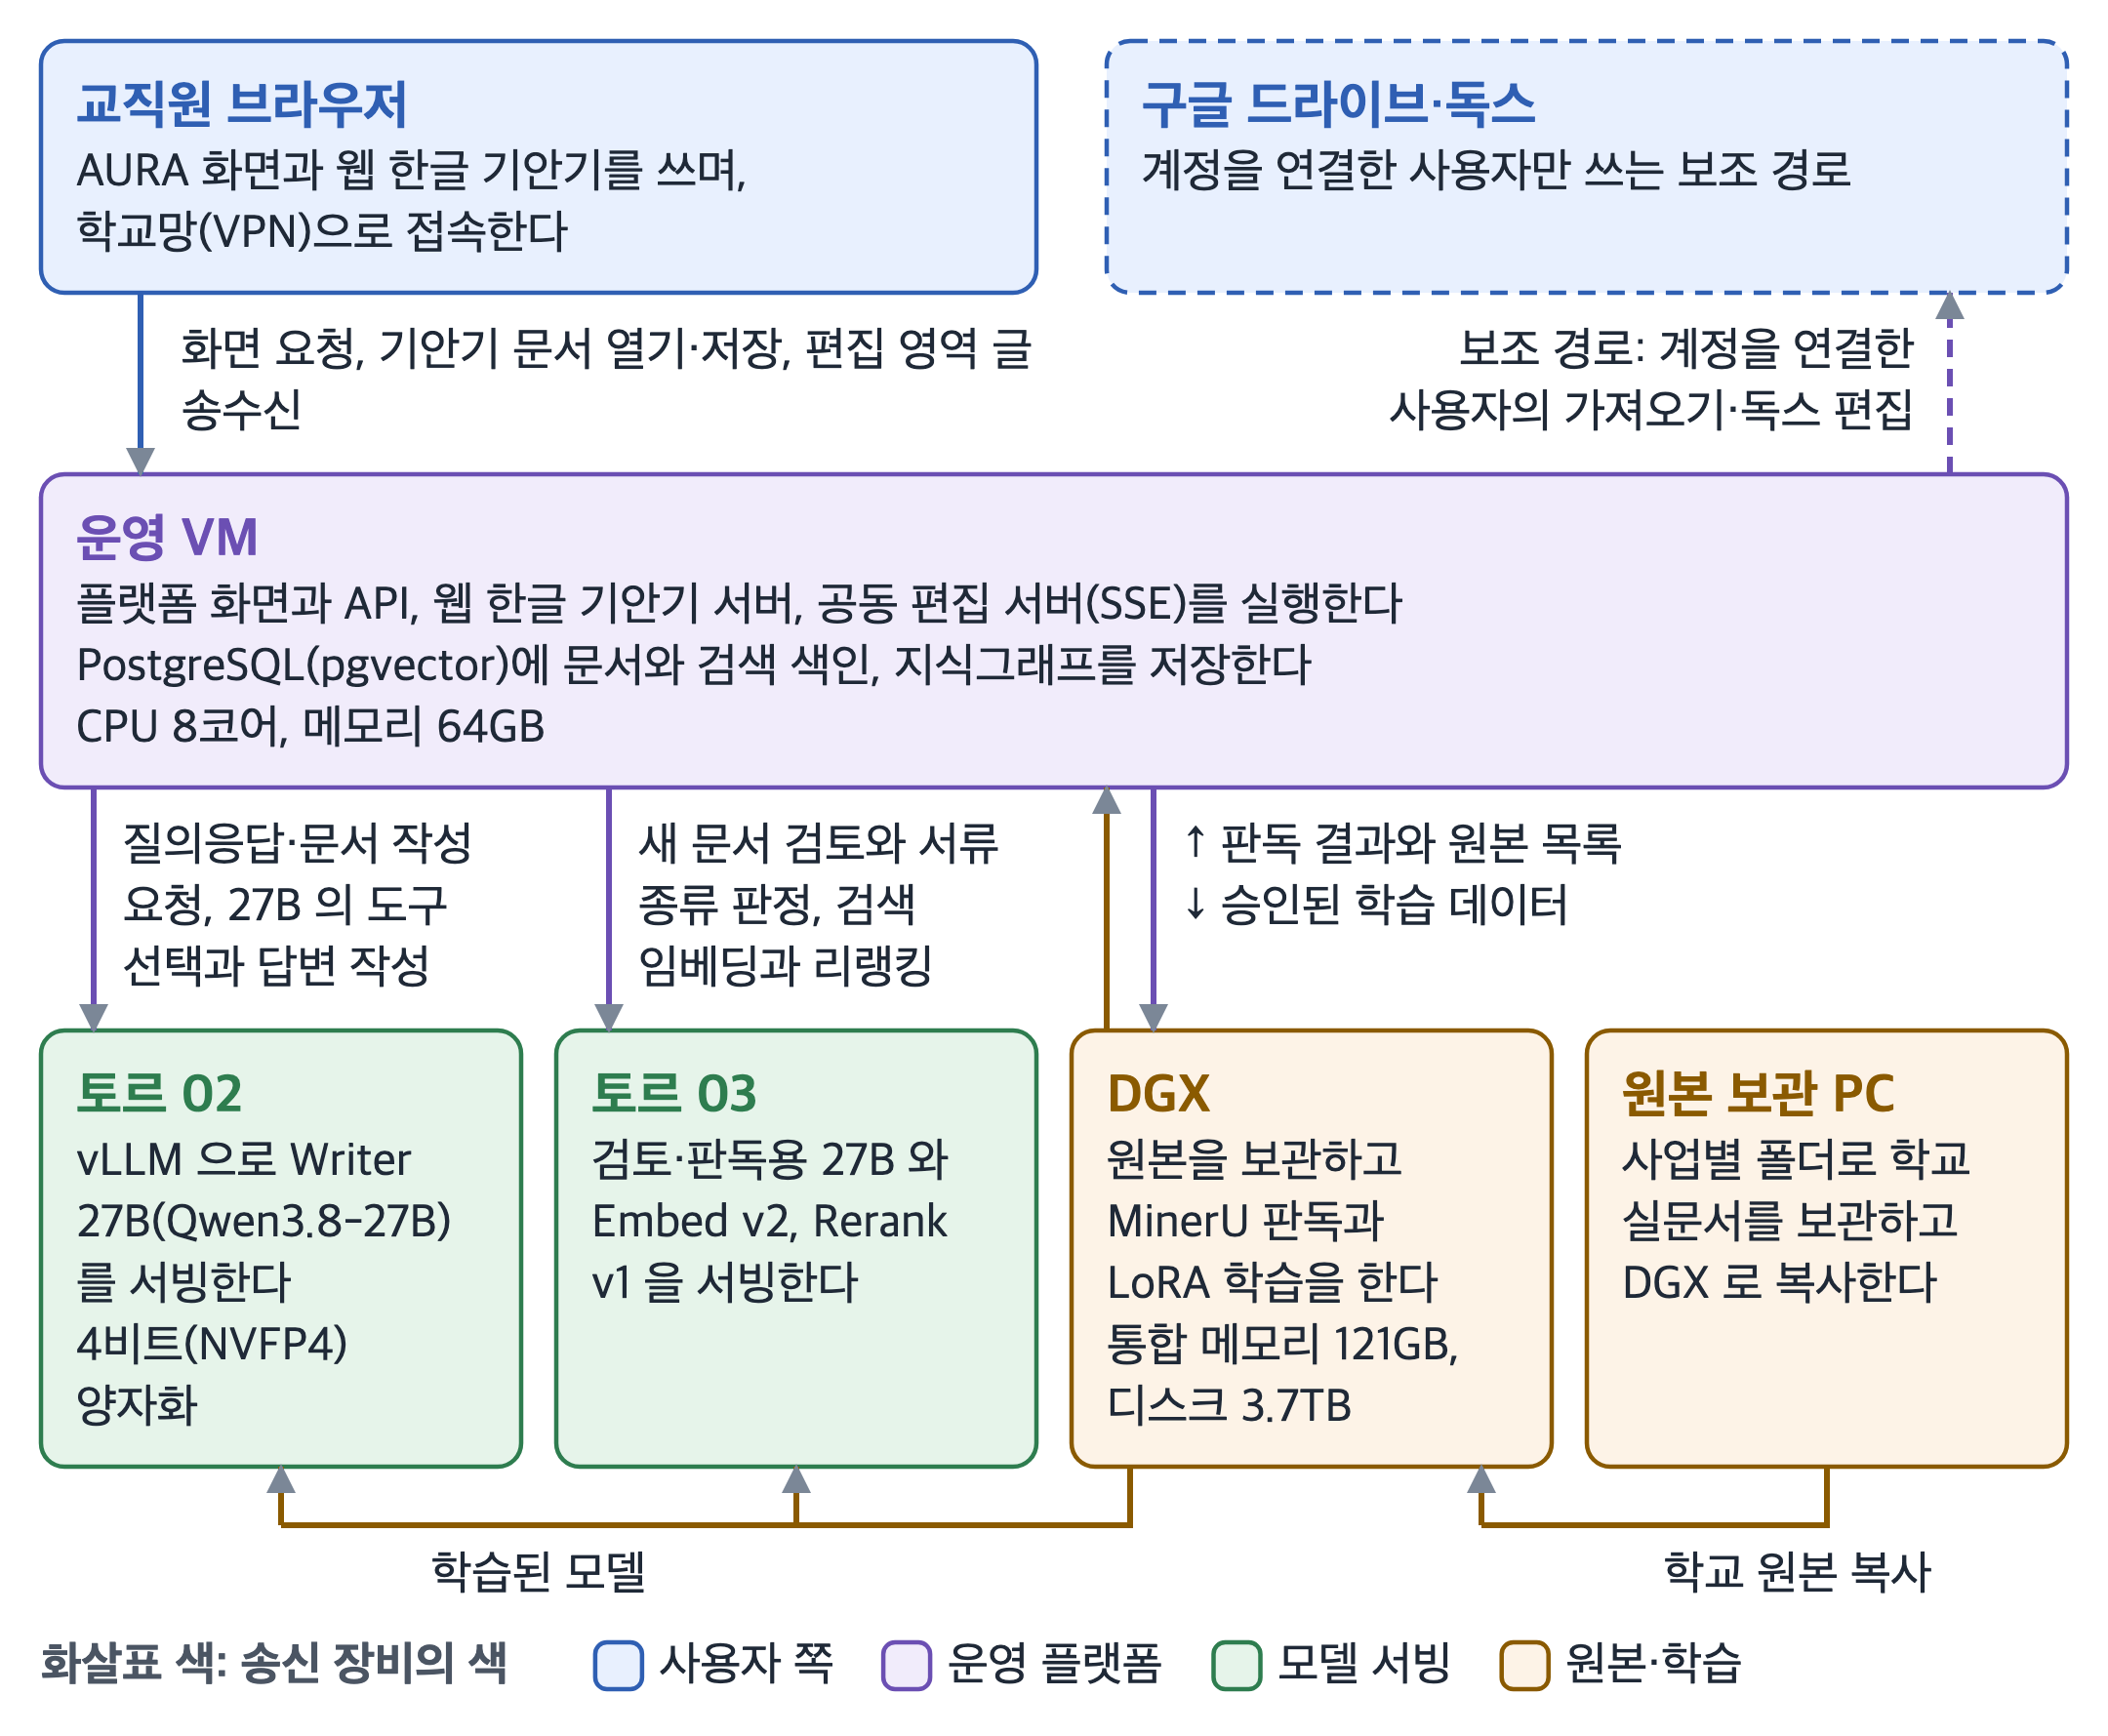 교직원 브라우저
AURA 화면과 웹 한글 기안기를 쓰며,
학교망(VPN)으로 접속한다
구글 드라이브·독스
계정을 연결한 사용자만 쓰는 보조 경로
화면 요청, 기안기 문서 열기·저장, 편집 영역 글
송수신
보조 경로: 계정을 연결한
사용자의 가져오기·독스 편집
운영 VM
플랫폼 화면과 API, 웹 한글 기안기 서버, 공동 편집 서버(SSE)를 실행한다
PostgreSQL(pgvector)에 문서와 검색 색인, 지식그래프를 저장한다
CPU 8코어, 메모리 64GB
질의응답·문서 작성
요청, 27B 의 도구
선택과 답변 작성
새 문서 검토와 서류
종류 판정, 검색
임베딩과 리랭킹
↑ 판독 결과와 원본 목록
↓ 승인된 학습 데이터
토르 02
vLLM 으로 Writer
27B(Qwen3.8-27B)
를 서빙한다
4비트(NVFP4)
양자화
토르 03
검토·판독용 27B 와
Embed v2, Rerank
v1 을 서빙한다
DGX
원본을 보관하고
MinerU 판독과
LoRA 학습을 한다
통합 메모리 121GB,
디스크 3.7TB
원본 보관 PC
사업별 폴더로 학교
실문서를 보관하고
DGX 로 복사한다
학습된 모델
학교 원본 복사
화살표 색: 송신 장비의 색
사용자 쪽
운영 플랫폼
모델 서빙
원본·학습